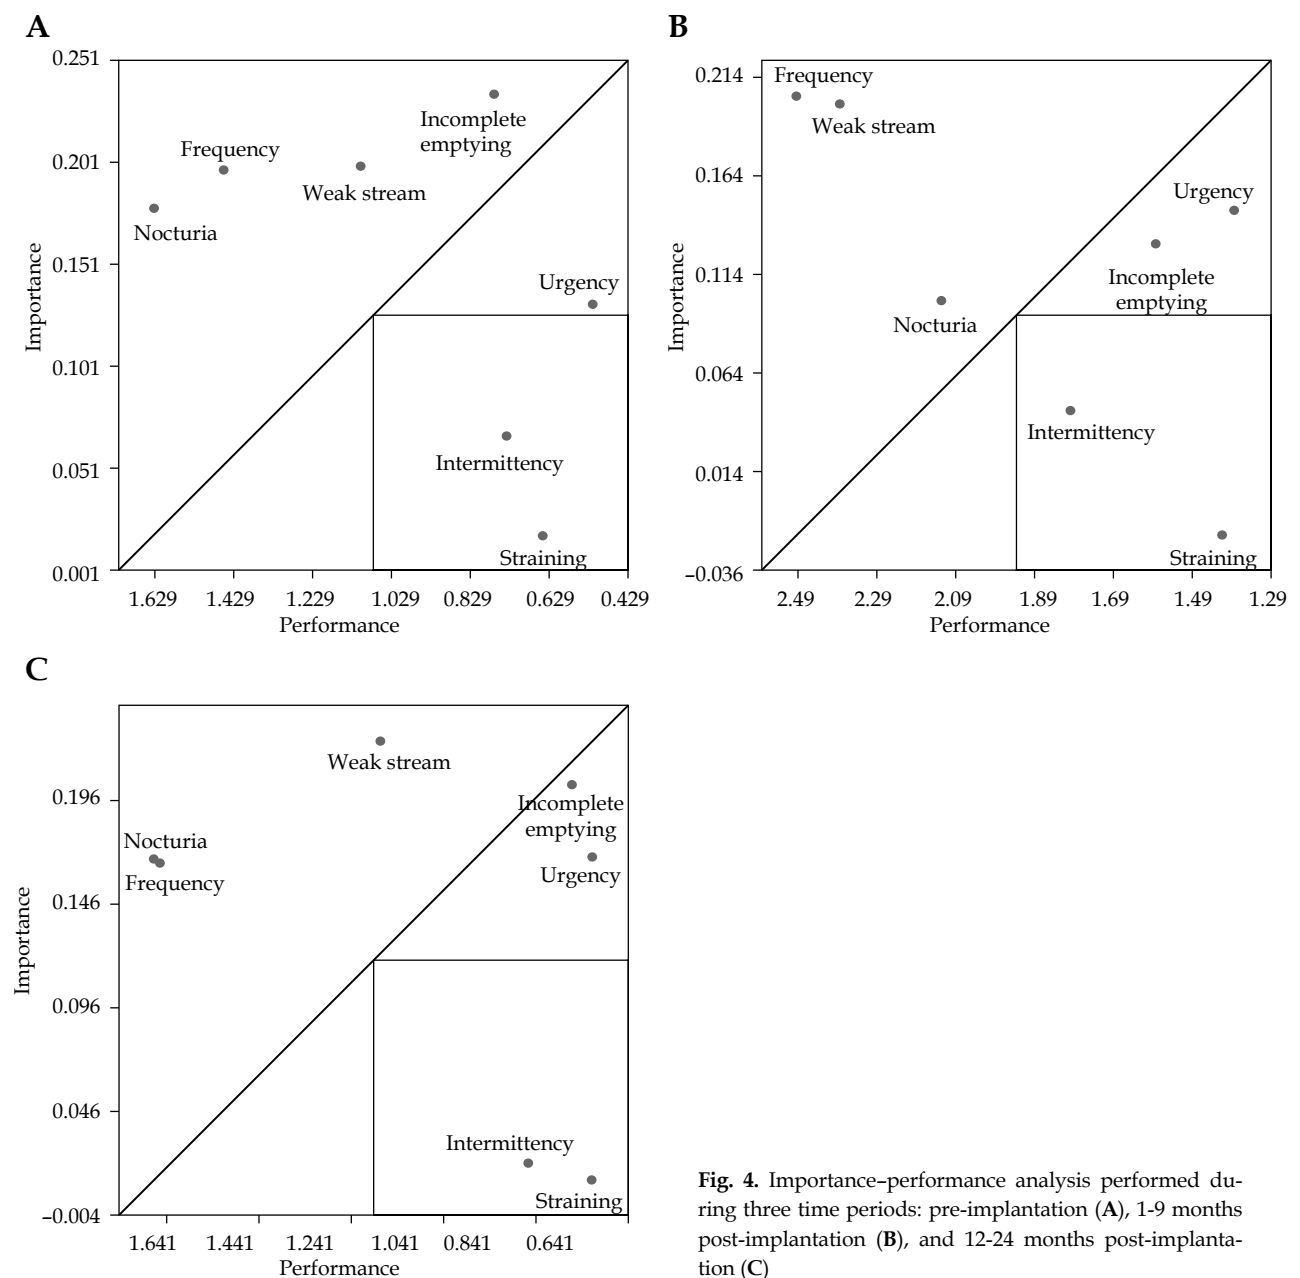 A
0.251
Incomplete
emptying
0.201
Frequency
Weak stream
Nocturia
0.151
Urgency
Importance
0.101
0.051
Intermittency
Straining
0.001
1.629 1.429 1.229 1.029 0.829 0.629 0.429
Performance
B
0.214
Frequency
Weak stream
0.164
Urgency
0.114
Incomplete
emptying
Nocturia
Importance
0.064
Intermittency
0.014
Straining
–0.036
2.49 2.29 2.09 1.89 1.69 1.49 1.29
Performance
C
Weak stream
0.196
Incomplete
emptying
Nocturia
Urgency
Frequency
0.146
Importance
0.096
0.046
Intermittency
Straining
–0.004
1.641 1.441 1.241 1.041 0.841 0.641
Performance
Fig. 4. Importance–performance analysis performed du-
ring three time periods: pre-implantation (A), 1-9 months
post-implantation (B), and 12-24 months post-implanta-
tion (C)